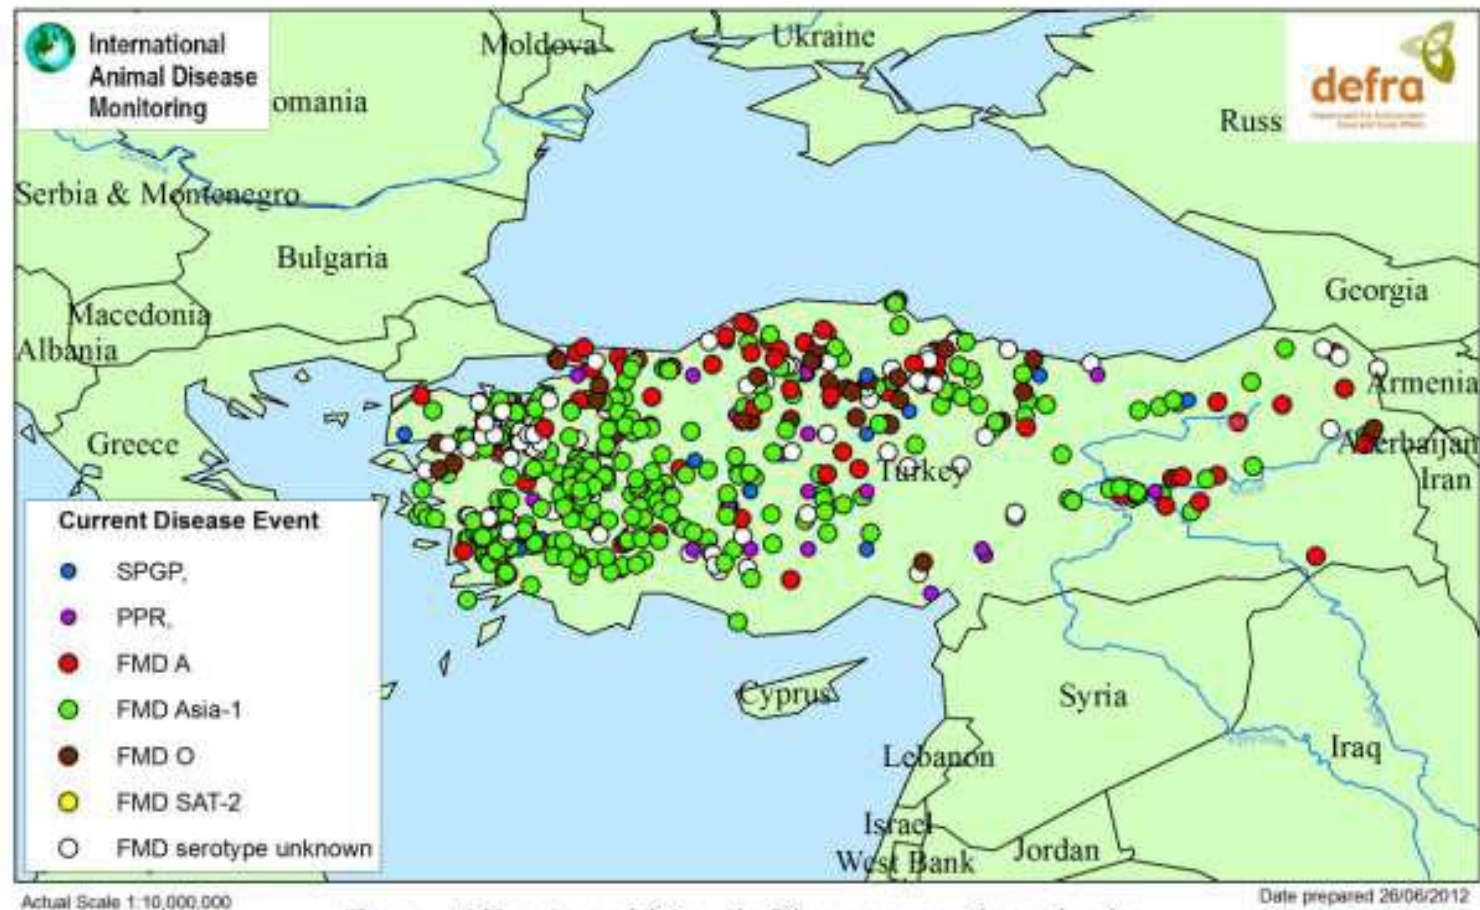 International
Animal Disease
Monitoring
Moldova
Ukraine
defra
omania
Russ
Serbia & Montenegro
Bulgaria
Georgia
Macedonia
Albania
Armenia
Greece
Turkey
Azerbaijan
Iran
Current Disease Event
SPGP,
PPR,
FMD A
FMD Asia-1
FMD O
FMD SAT-2
FMD serotype unknown
Cyprus
Syria
Lebanon
Iraq
Israel
West Bank
Jordan
Actual Scale 1:10,000,000
Date prepared 26/06/2012